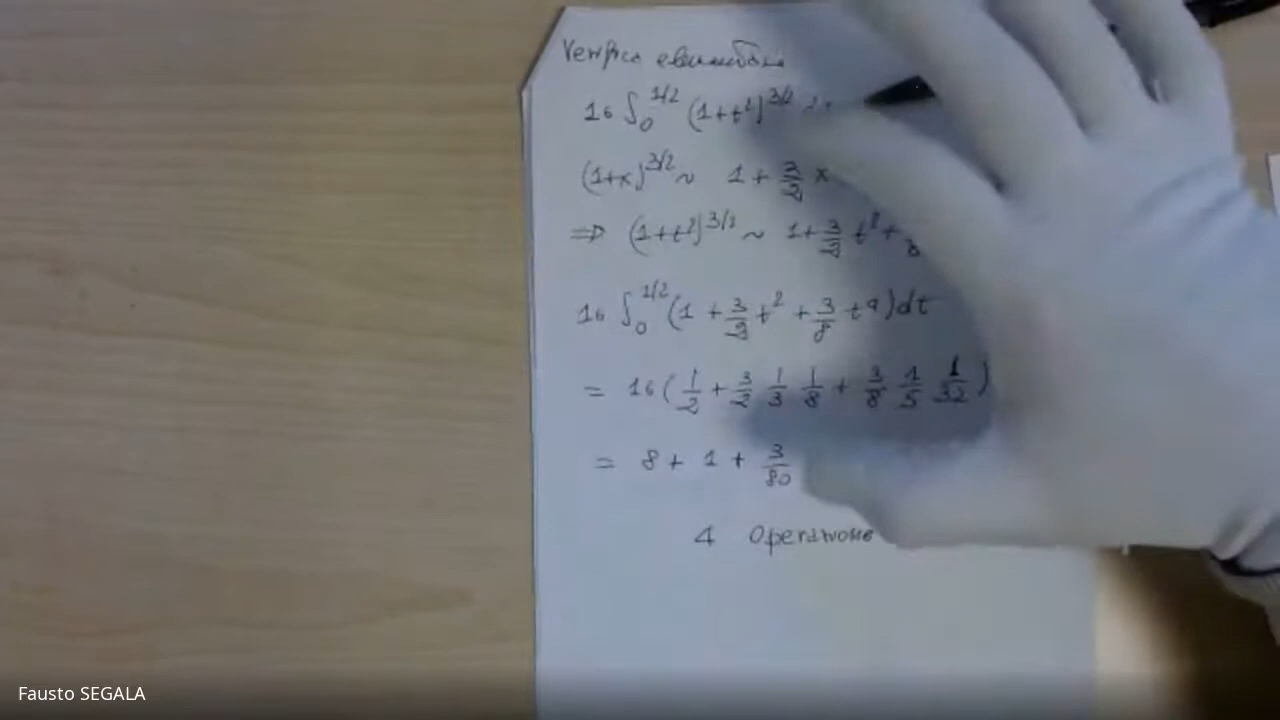 Verifica elementare
16 ∫₀^{1/2} (1+t²)^{3/2}
(1+x)^{3/2} ~ 1 + 3/2 x
⇒ (1+t²)^{3/2} ~ 1 + 3/2 t² +
16 ∫₀^{1/2} (1 + 3/2 t² + 3/8 t⁴) dt
= 16 ( 1/2 + 3/2 1/3 1/8 + 3/8 1/5 1/32 )
= 8 + 1 + 3/80
4 Operazione
Fausto SEGALA